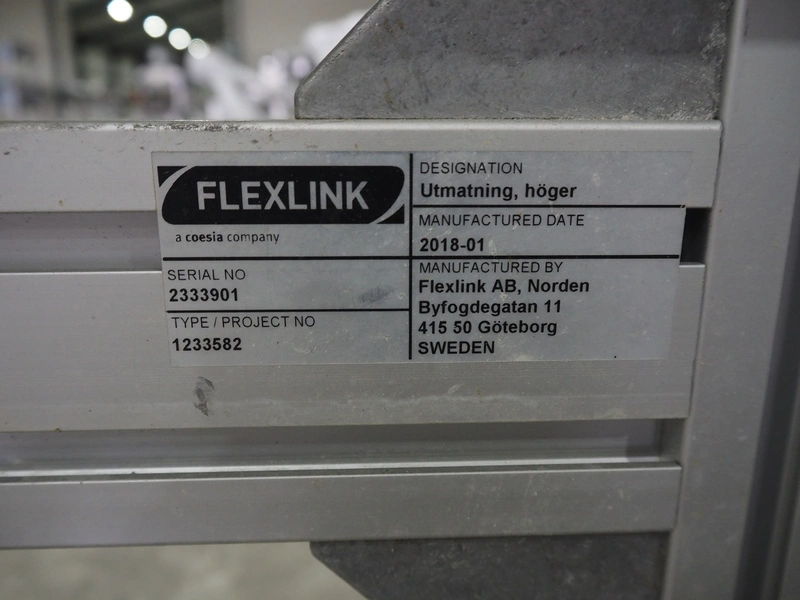 FLEXLINK
a coesia company
SERIAL NO
2333901
TYPE / PROJECT NO
1233582
DESIGNATION
Utmatning, höger
MANUFACTURED DATE
2018-01
MANUFACTURED BY
Flexlink AB, Norden
Byfogdegatan 11
415 50 Göteborg
SWEDEN